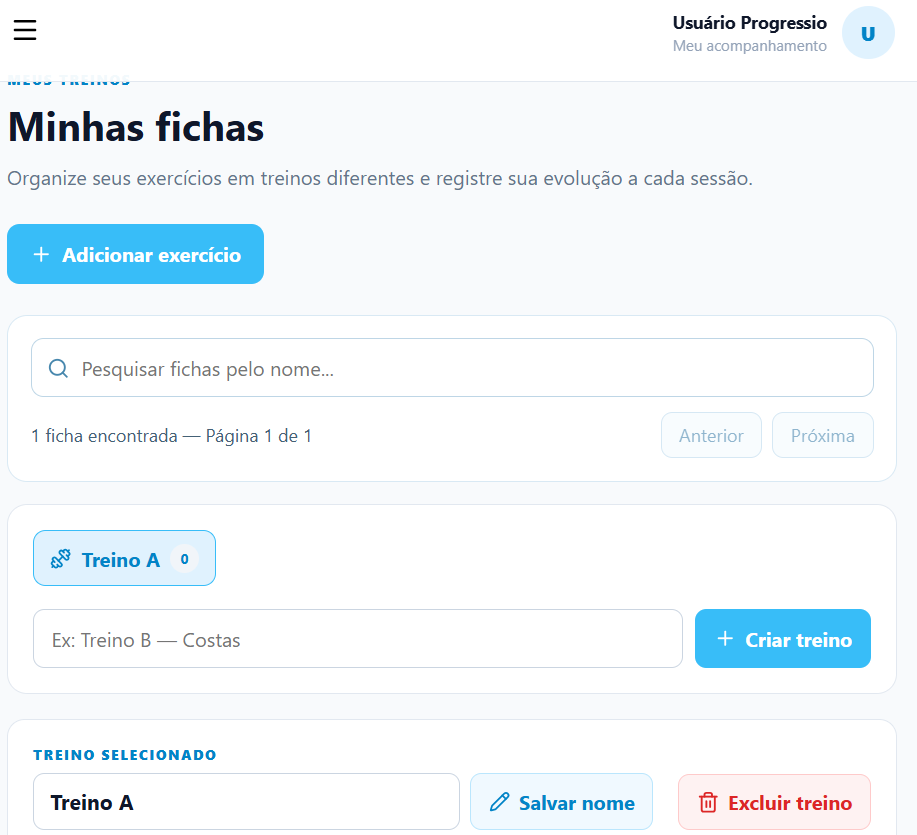 Usuário Progressio
Meu acompanhamento
U
MEUS TREINOS
Minhas fichas
Organize seus exercícios em treinos diferentes e registre sua evolução a cada sessão.
+ Adicionar exercício
Pesquisar fichas pelo nome...
1 ficha encontrada — Página 1 de 1
Anterior
Próxima
Treino A 0
Ex: Treino B — Costas
+ Criar treino
TREINO SELECIONADO
Treino A
Salvar nome
Excluir treino